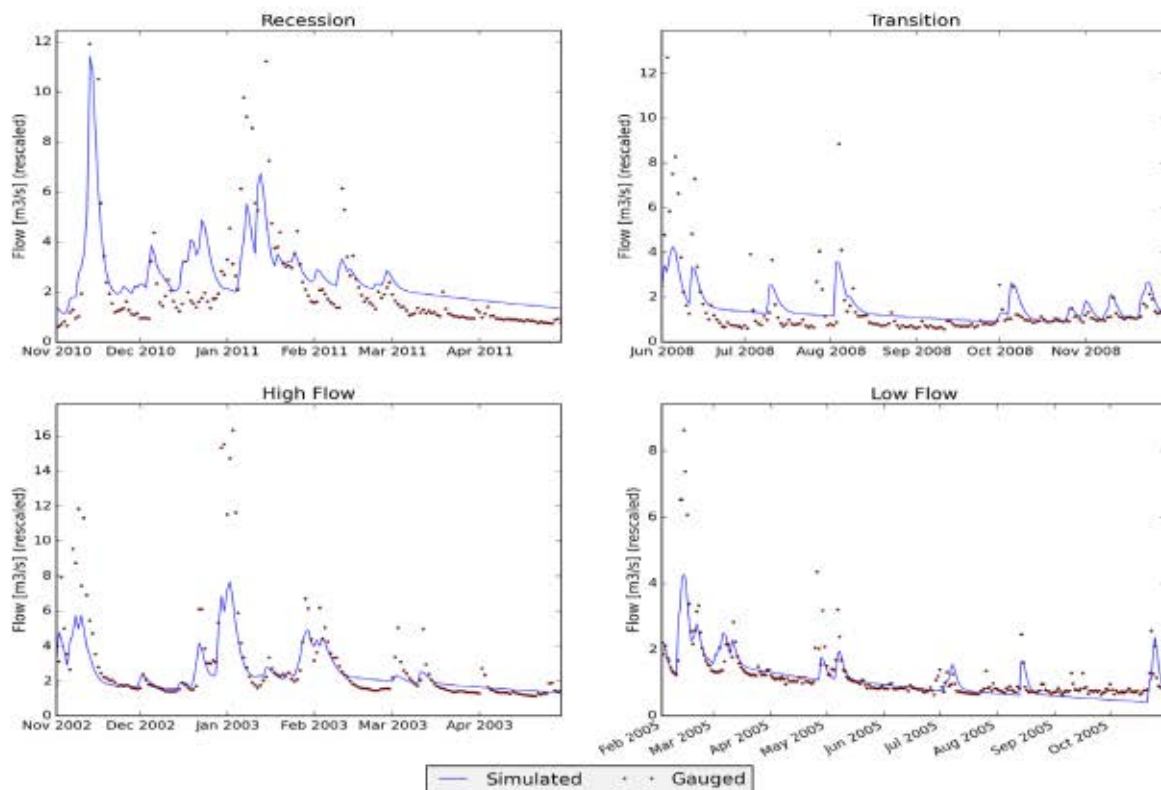 Recession
Flow [m3/s] (rescaled)
12
10
8
6
4
2
0
Nov 2010 Dec 2010 Jan 2011 Feb 2011 Mar 2011 Apr 2011
Transition
Flow [m3/s] (rescaled)
12
10
8
6
4
2
0
Jun 2008 Jul 2008 Aug 2008 Sep 2008 Oct 2008 Nov 2008
High Flow
Flow [m3/s] (rescaled)
16
14
12
10
8
6
4
2
0
Nov 2002 Dec 2002 Jan 2003 Feb 2003 Mar 2003 Apr 2003
Low Flow
Flow [m3/s] (rescaled)
8
6
4
2
0
Feb 2005 Mar 2005 Apr 2005 May 2005 Jun 2005 Jul 2005 Aug 2005 Sep 2005 Oct 2005
Simulated Gauged